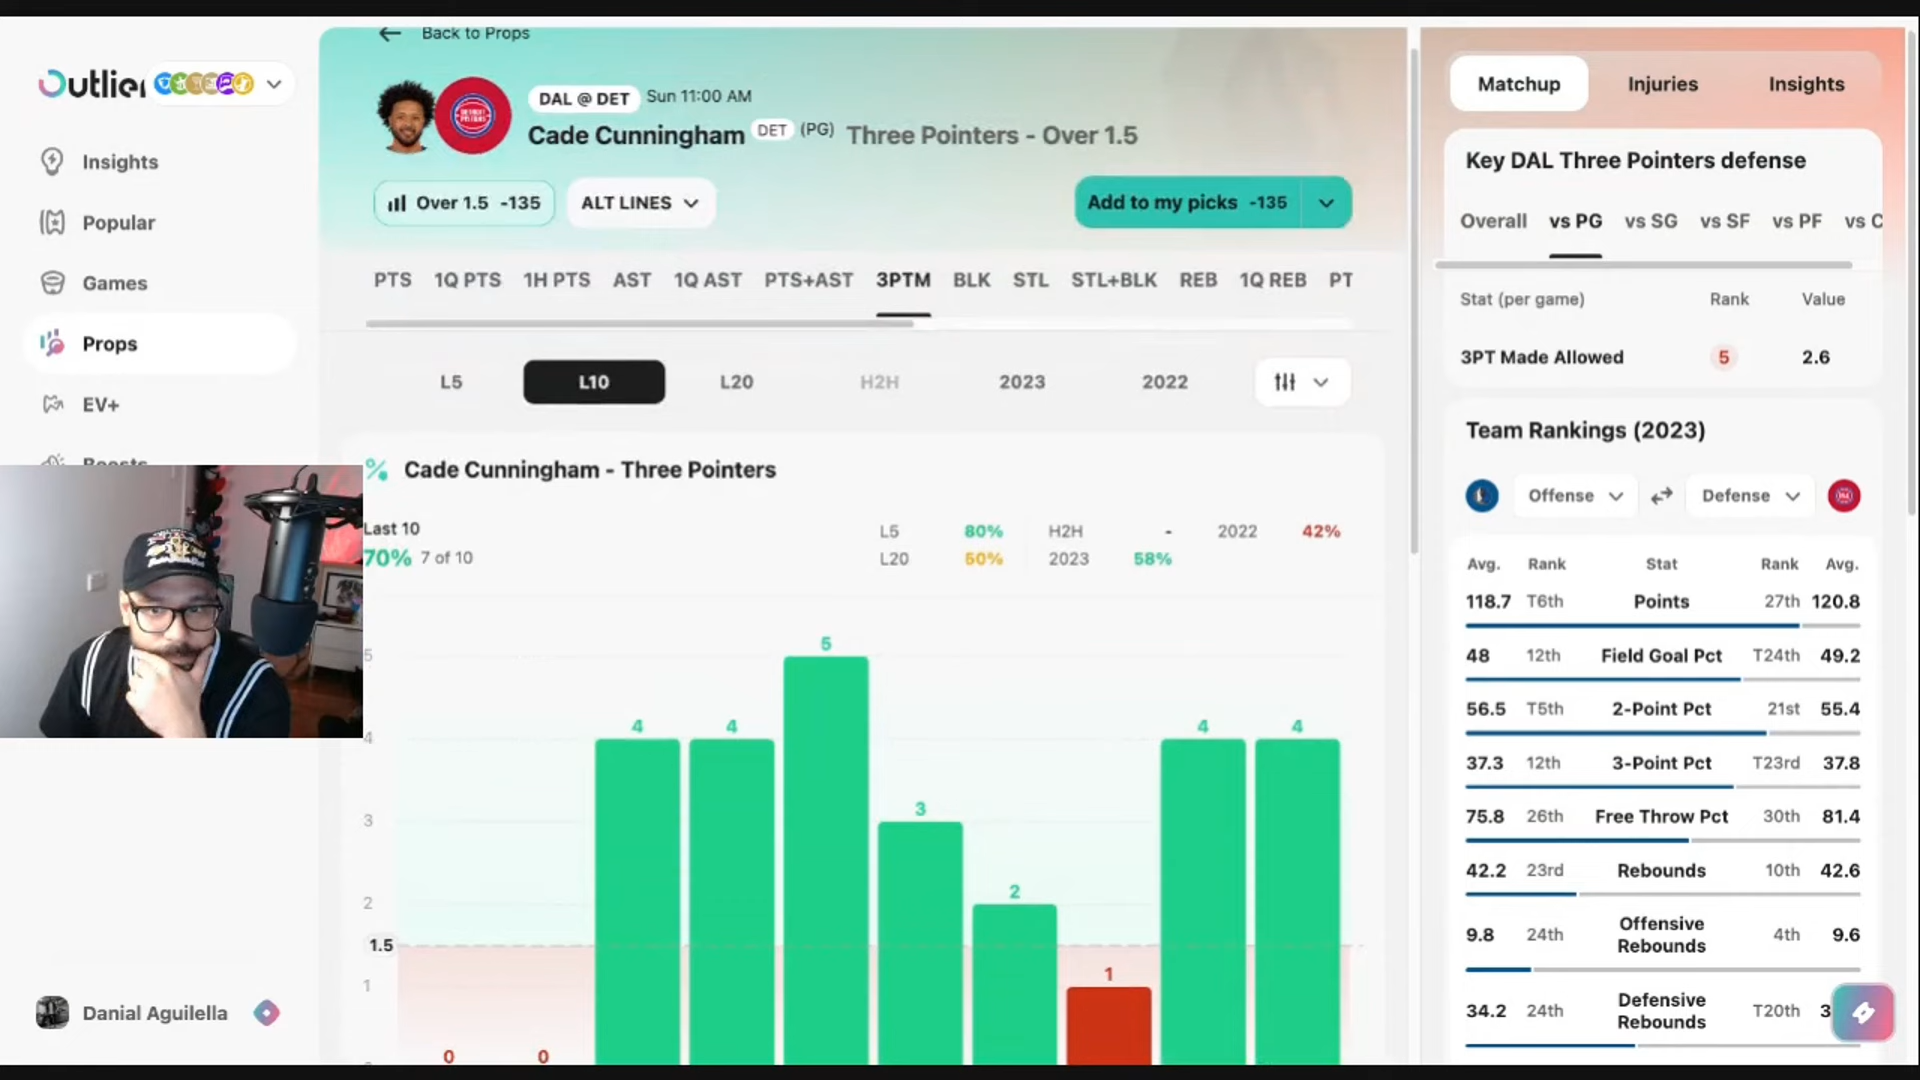 Outlier
Insights
Popular
Games
Props
EV+
Boosts
Danial Aguilella
Back to Props
DAL @ DET Sun 11:00 AM
Cade Cunningham DET (PG) Three Pointers - Over 1.5
Over 1.5 -135 ALT LINES
Add to my picks -135
PTS 1Q PTS 1H PTS AST 1Q AST PTS+AST 3PTM BLK STL STL+BLK REB 1Q REB PT
L5 L10 L20 H2H 2023 2022
% Cade Cunningham - Three Pointers
Last 10
70% 7 of 10
L5 80% H2H - 2022 42%
L20 50% 2023 58%
5
4
3
2
1.5
1
0 0 4 4 5 3 2 1 4 4
Matchup Injuries Insights
Key DAL Three Pointers defense
Overall vs PG vs SG vs SF vs PF vs C
Stat (per game) Rank Value
3PT Made Allowed 5 2.6
Team Rankings (2023)
Offense Defense
Avg. Rank Stat Rank Avg.
118.7 T6th Points 27th 120.8
48 12th Field Goal Pct T24th 49.2
56.5 T5th 2-Point Pct 21st 55.4
37.3 12th 3-Point Pct T23rd 37.8
75.8 26th Free Throw Pct 30th 81.4
42.2 23rd Rebounds 10th 42.6
Offensive
9.8 24th Rebounds 4th 9.6
Defensive
34.2 24th Rebounds T20th 3